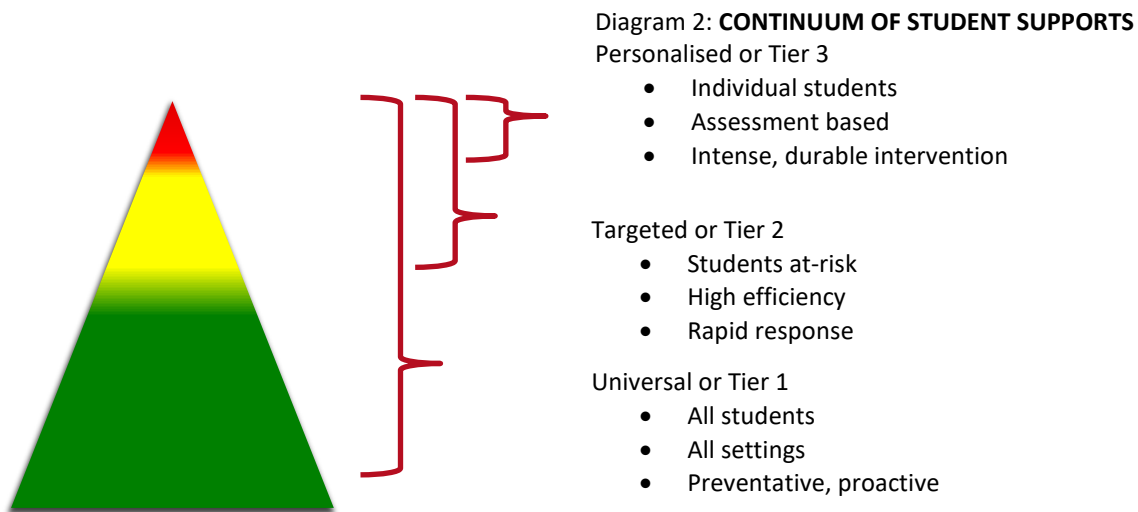 Diagram 2: CONTINUUM OF STUDENT SUPPORTS
Personalised or Tier 3
• Individual students
• Assessment based
• Intense, durable intervention
Targeted or Tier 2
• Students at-risk
• High efficiency
• Rapid response
Universal or Tier 1
• All students
• All settings
• Preventative, proactive